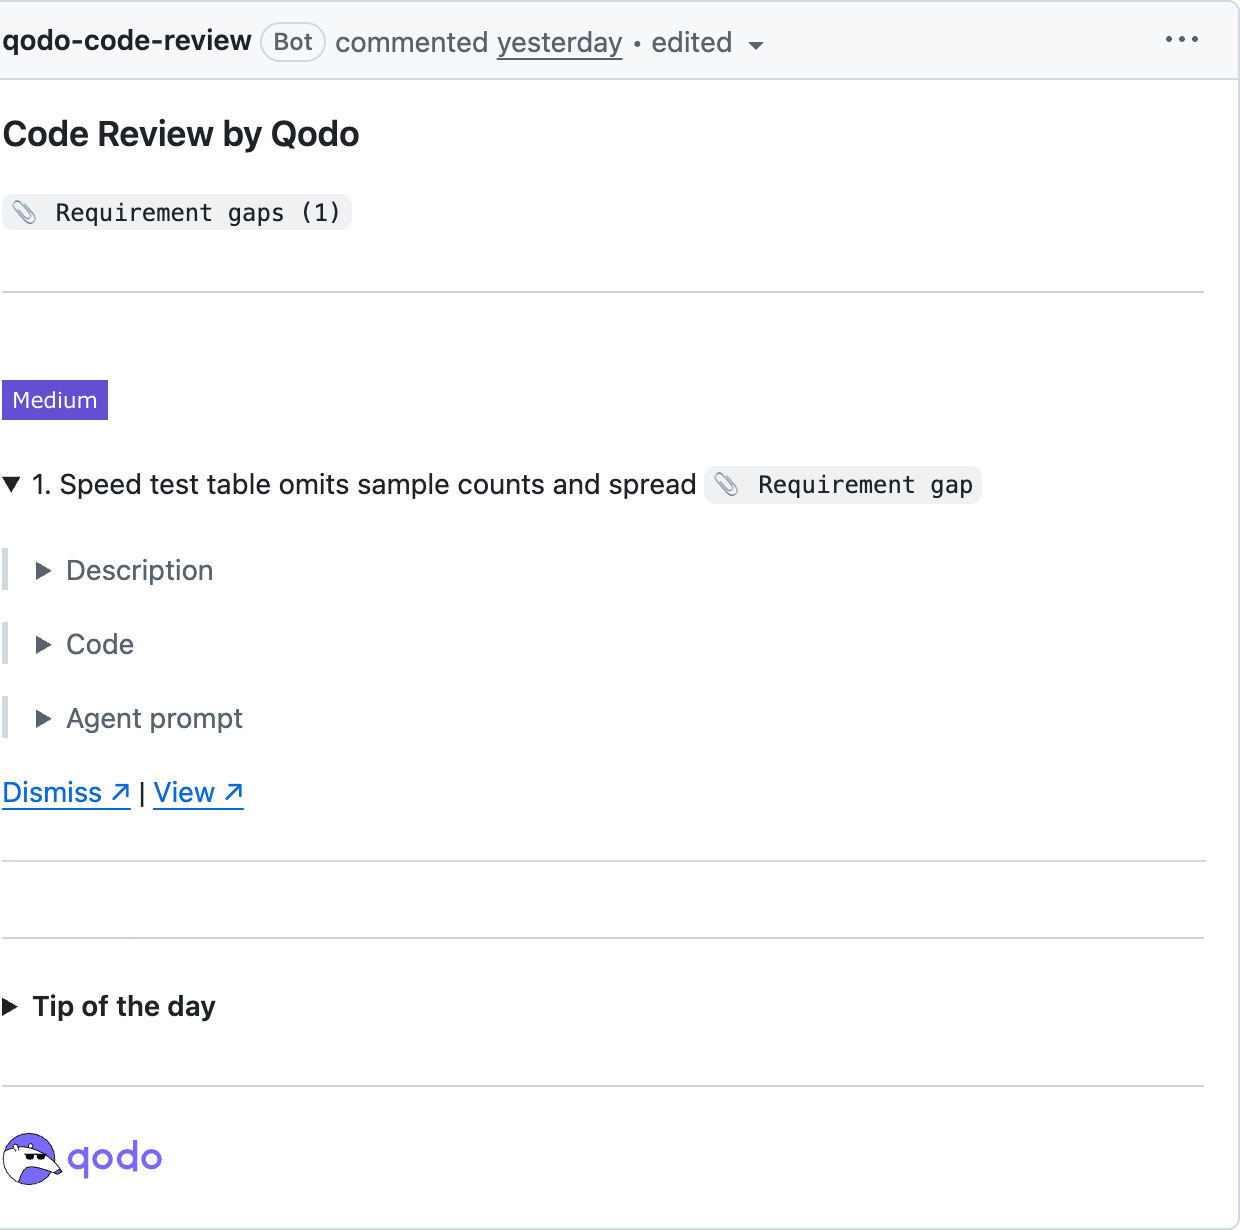 qodo-code-review Bot commented yesterday • edited
Code Review by Qodo
Requirement gaps (1)
Medium
1. Speed test table omits sample counts and spread Requirement gap
Description
Code
Agent prompt
Dismiss ↗ | View ↗
Tip of the day
qodo